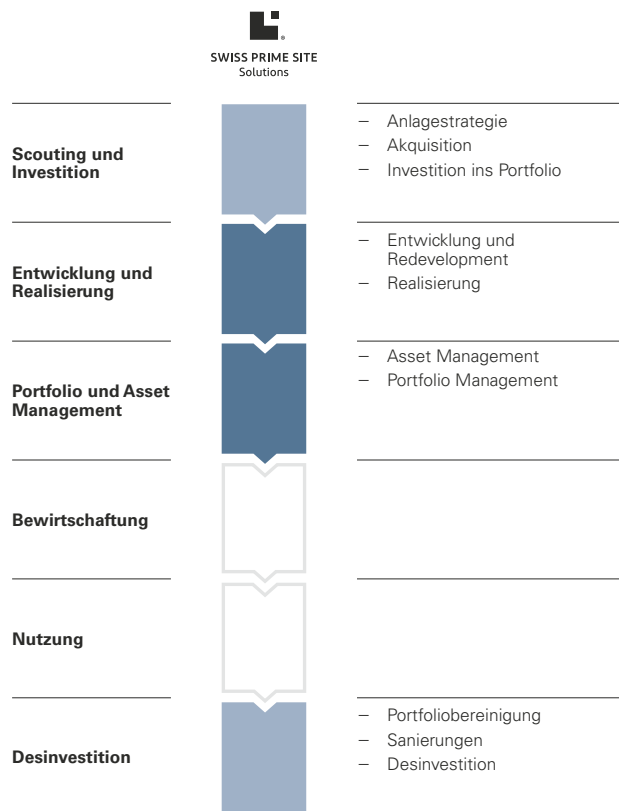 SWISS PRIME SITE
Solutions
Scouting und
Investition
– Anlagestrategie
– Akquisition
– Investition ins Portfolio
Entwicklung und
Realisierung
– Entwicklung und
Redevelopment
– Realisierung
Portfolio und Asset
Management
– Asset Management
– Portfolio Management
Bewirtschaftung
Nutzung
Desinvestition
– Portfoliobereinigung
– Sanierungen
– Desinvestition